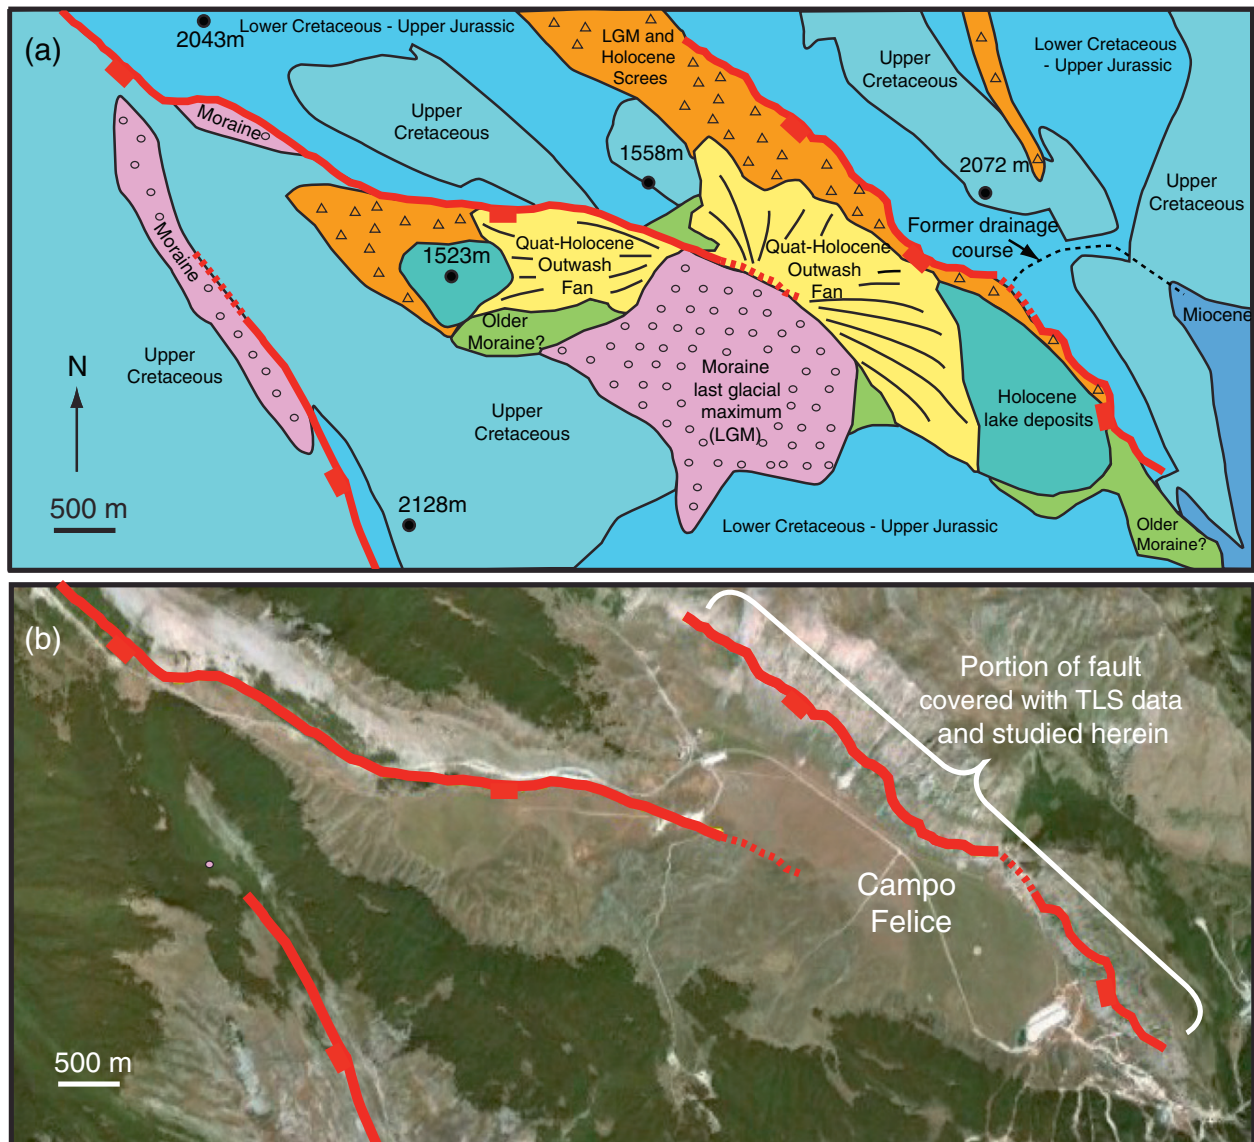 (a)
2043m
Lower Cretaceous - Upper Jurassic
LGM and
Holocene
Screes
Upper
Cretaceous
Lower Cretaceous
- Upper Jurassic
Moraine
Upper
Cretaceous
1558m
2072 m
Upper
Cretaceous
Former drainage
course
Moraine
1523m
Quat-Holocene
Outwash
Fan
Quat-Holocene
Outwash
Fan
Miocene
Older
Moraine?
Upper
Cretaceous
N
Moraine
last glacial
maximum
(LGM)
Holocene
lake deposits
Upper
Cretaceous
500 m
2128m
Lower Cretaceous - Upper Jurassic
Older
Moraine?
(b)
Portion of fault
covered with TLS data
and studied herein
Campo
Felice
500 m